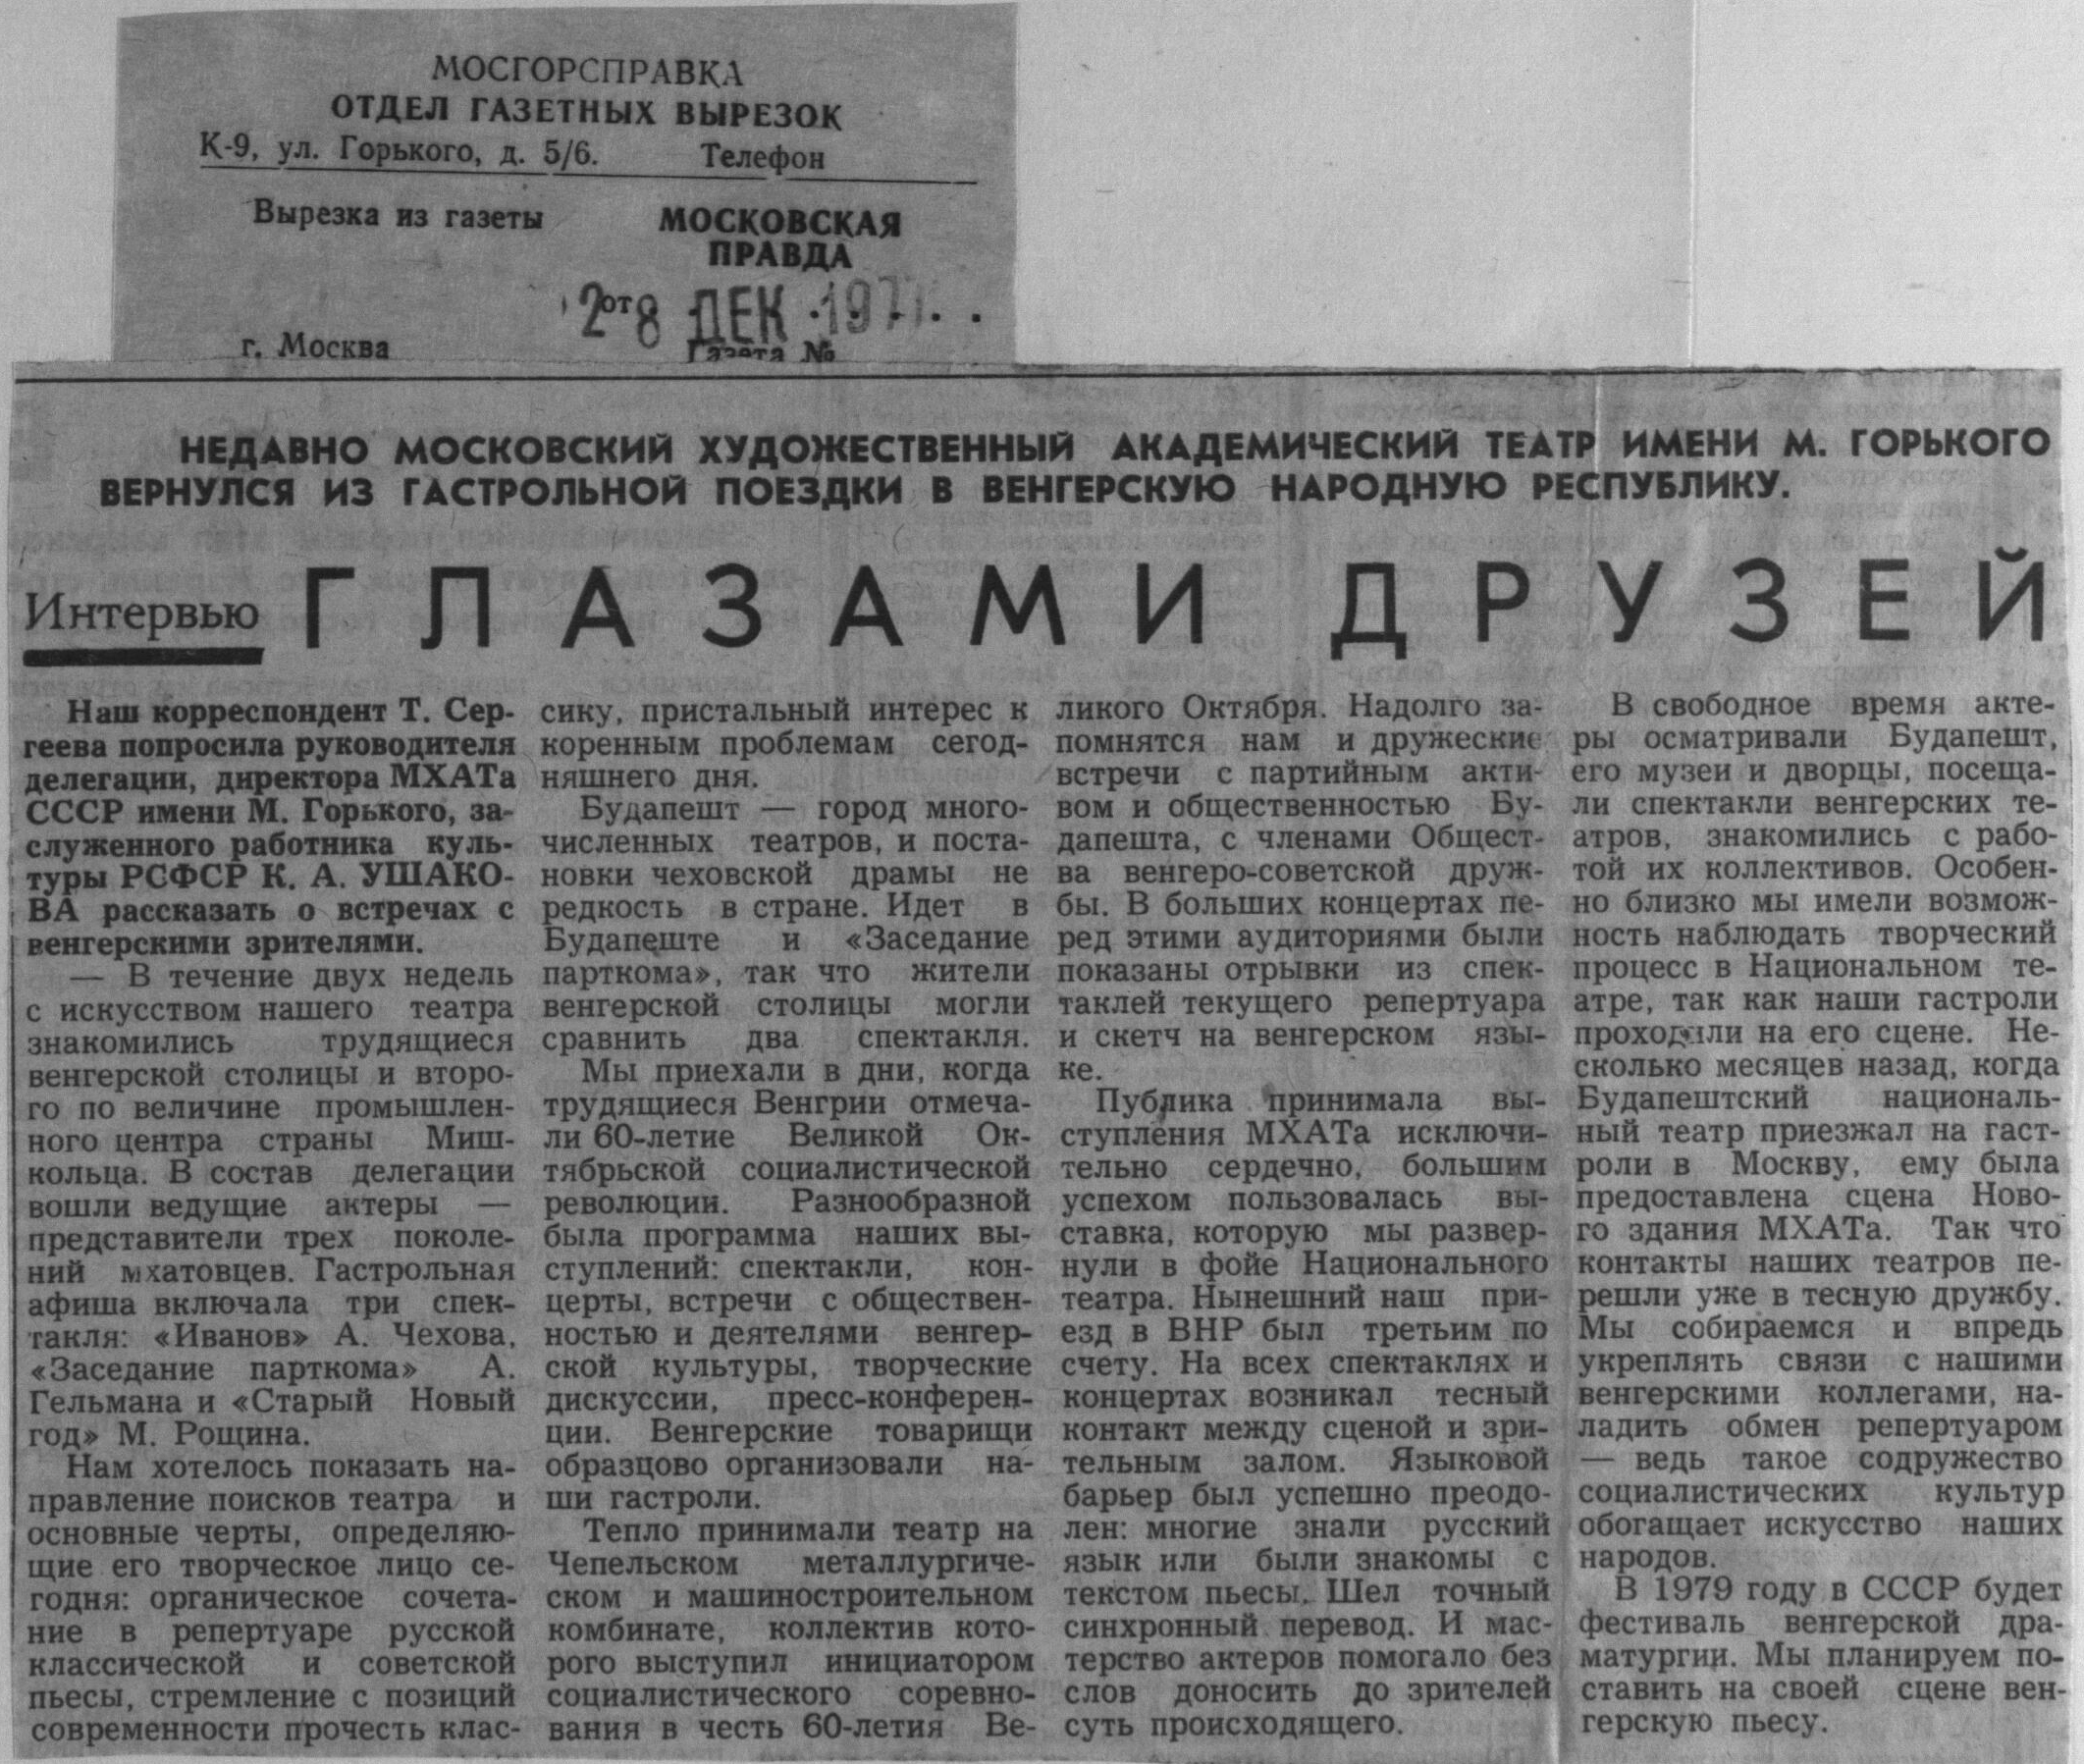 МОСГОРСПРАВКА
ОТДЕЛ ГАЗЕТНЫХ ВЫРЕЗОК
К-9, ул. Горького, д. 5/6. Телефон
Вырезка из газеты МОСКОВСКАЯ
ПРАВДА
от 28 ДЕК 1977
г. Москва Газета №
НЕДАВНО МОСКОВСКИЙ ХУДОЖЕСТВЕННЫЙ АКАДЕМИЧЕСКИЙ ТЕАТР ИМЕНИ М. ГОРЬКОГО
ВЕРНУЛСЯ ИЗ ГАСТРОЛЬНОЙ ПОЕЗДКИ В ВЕНГЕРСКУЮ НАРОДНУЮ РЕСПУБЛИКУ.
Интервью ГЛАЗАМИ ДРУЗЕЙ
Наш корреспондент Т. Сер-
геева попросила руководителя
делегации, директора МХАТа
СССР имени М. Горького, за-
служенного работника куль-
туры РСФСР К. А. УШАКО-
ВА рассказать о встречах с
венгерскими зрителями.
— В течение двух недель
с искусством нашего театра
знакомились трудящиеся
венгерской столицы и второ-
го по величине промышлен-
ного центра страны Миш-
кольца. В состав делегации
вошли ведущие актеры —
представители трех поколе-
ний мхатовцев. Гастрольная
афиша включала три спек-
такля: «Иванов» А. Чехова,
«Заседание парткома» А.
Гельмана и «Старый Новый
год» М. Рощина.
Нам хотелось показать на-
правление поисков театра и
основные черты, определяю-
щие его творческое лицо се-
годня: органическое сочета-
ние в репертуаре русской
классической и советской
пьесы, стремление с позиций
современности прочесть клас-
сику, пристальный интерес к
коренным проблемам сегод-
няшнего дня.
Будапешт — город много-
численных театров, и поста-
новки чеховской драмы не
редкость в стране. Идет в
Будапеште и «Заседание
парткома», так что жители
венгерской столицы могли
сравнить два спектакля.
Мы приехали в дни, когда
трудящиеся Венгрии отмеча-
ли 60-летие Великой Ок-
тябрьской социалистической
революции. Разнообразной
была программа наших вы-
ступлений: спектакли, кон-
церты, встречи с обществен-
ностью и деятелями венгер-
ской культуры, творческие
дискуссии, пресс-конферен-
ции. Венгерские товарищи
образцово организовали на-
ши гастроли.
Тепло принимали театр на
Чепельском металлургиче-
ском и машиностроительном
комбинате, коллектив кото-
рого выступил инициатором
социалистического соревно-
вания в честь 60-летия Ве-
ликого Октября. Надолго за-
помнятся нам и дружеские
встречи с партийным акти-
вом и общественностью Бу-
дапешта, с членами Общест-
ва венгеро-советской друж-
бы. В больших концертах пе-
ред этими аудиториями были
показаны отрывки из спек-
таклей текущего репертуара
и скетч на венгерском язы-
ке.
Публика принимала вы-
ступления МХАТа исключи-
тельно сердечно, большим
успехом пользовалась вы-
ставка, которую мы развер-
нули в фойе Национального
театра. Нынешний наш при-
езд в ВНР был третьим по
счету. На всех спектаклях и
концертах возникал тесный
контакт между сценой и зри-
тельным залом. Языковой
барьер был успешно преодо-
лен: многие знали русский
язык или были знакомы с
текстом пьесы. Шел точный
синхронный перевод. И мас-
терство актеров помогало без
слов доносить до зрителей
суть происходящего.
В свободное время акте-
ры осматривали Будапешт,
его музеи и дворцы, посеща-
ли спектакли венгерских те-
атров, знакомились с рабо-
той их коллективов. Особен-
но близко мы имели возмож-
ность наблюдать творческий
процесс в Национальном те-
атре, так как наши гастроли
проходили на его сцене. Не-
сколько месяцев назад, когда
Будапештский националь-
ный театр приезжал на гаст-
роли в Москву, ему была
предоставлена сцена Ново-
го здания МХАТа. Так что
контакты наших театров пе-
решли уже в тесную дружбу.
Мы собираемся и впредь
укреплять связи с нашими
венгерскими коллегами, на-
ладить обмен репертуаром
— ведь такое содружество
социалистических культур
обогащает искусство наших
народов.
В 1979 году в СССР будет
фестиваль венгерской дра-
матургии. Мы планируем по-
ставить на своей сцене вен-
герскую пьесу.